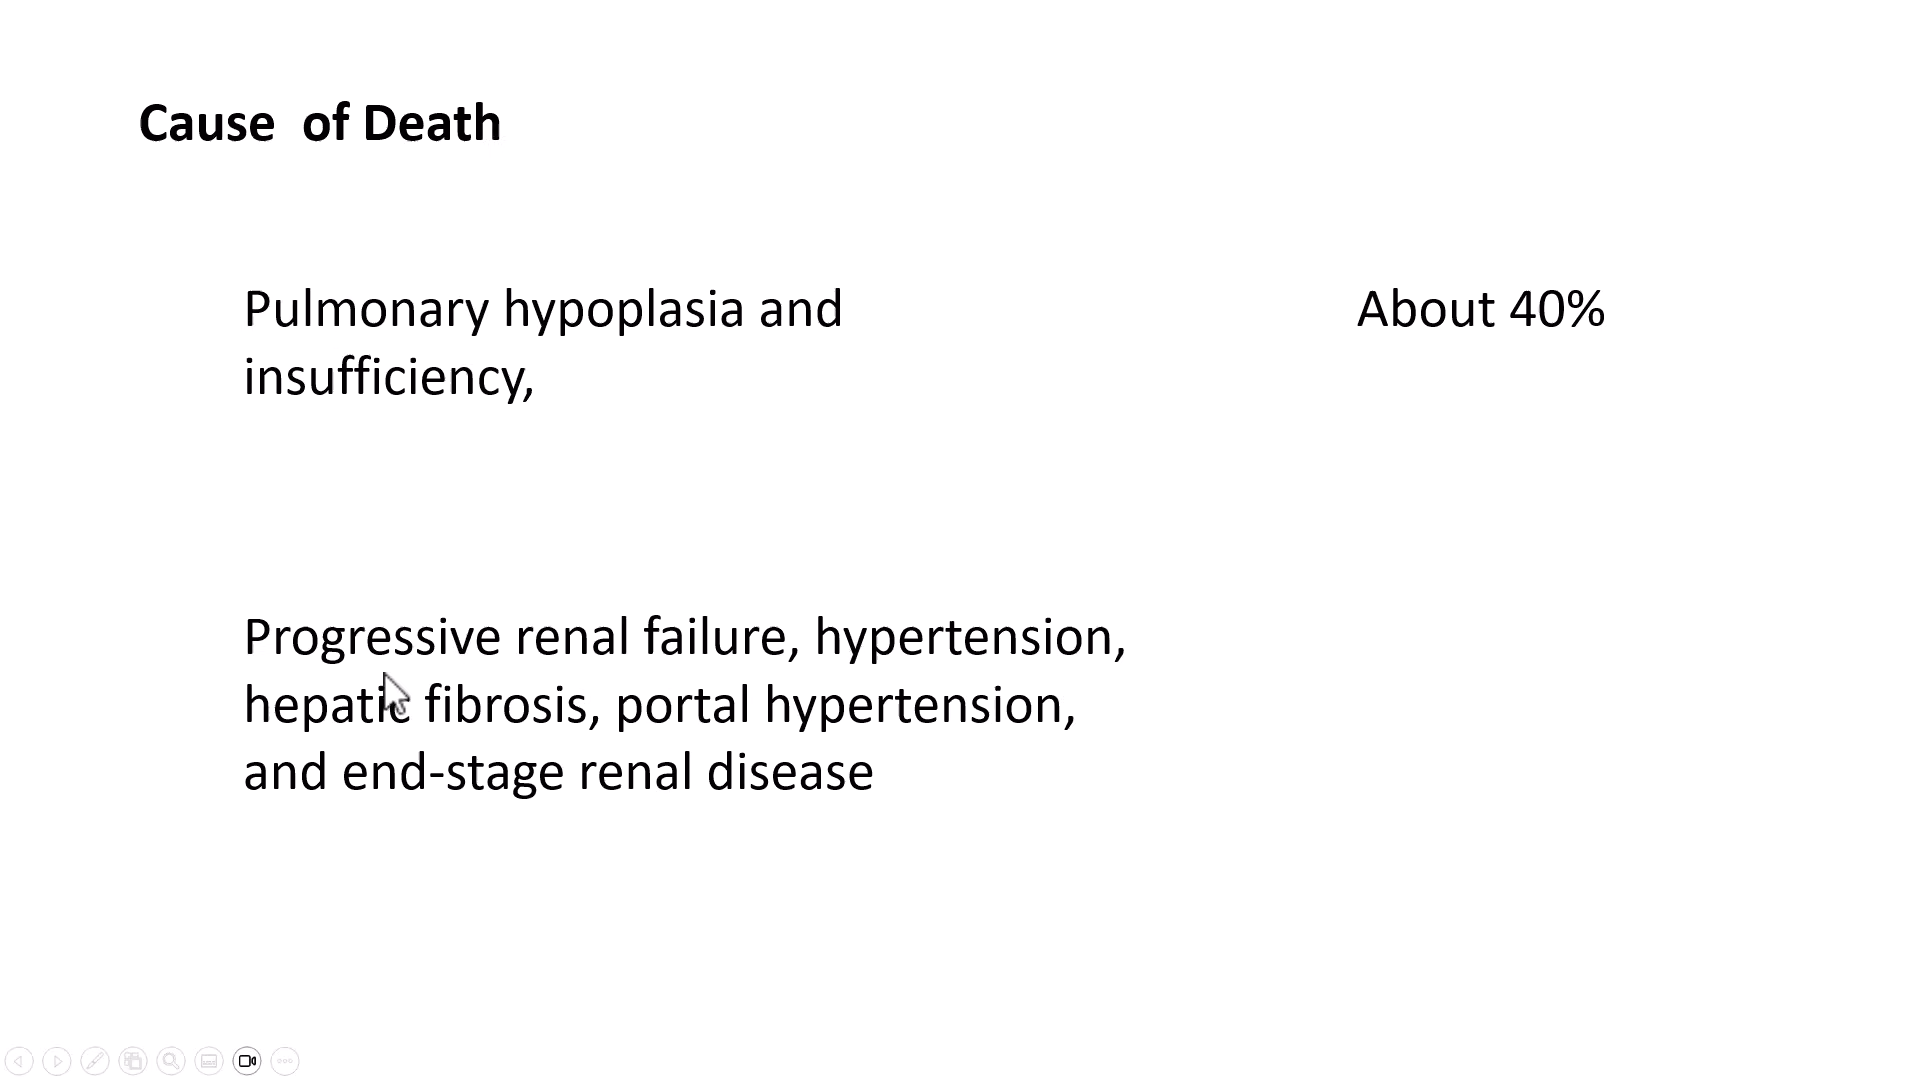 Cause  of Death
Pulmonary hypoplasia and
insufficiency,
About 40%
Progressive renal failure, hypertension,
hepatic fibrosis, portal hypertension,
and end-stage renal disease